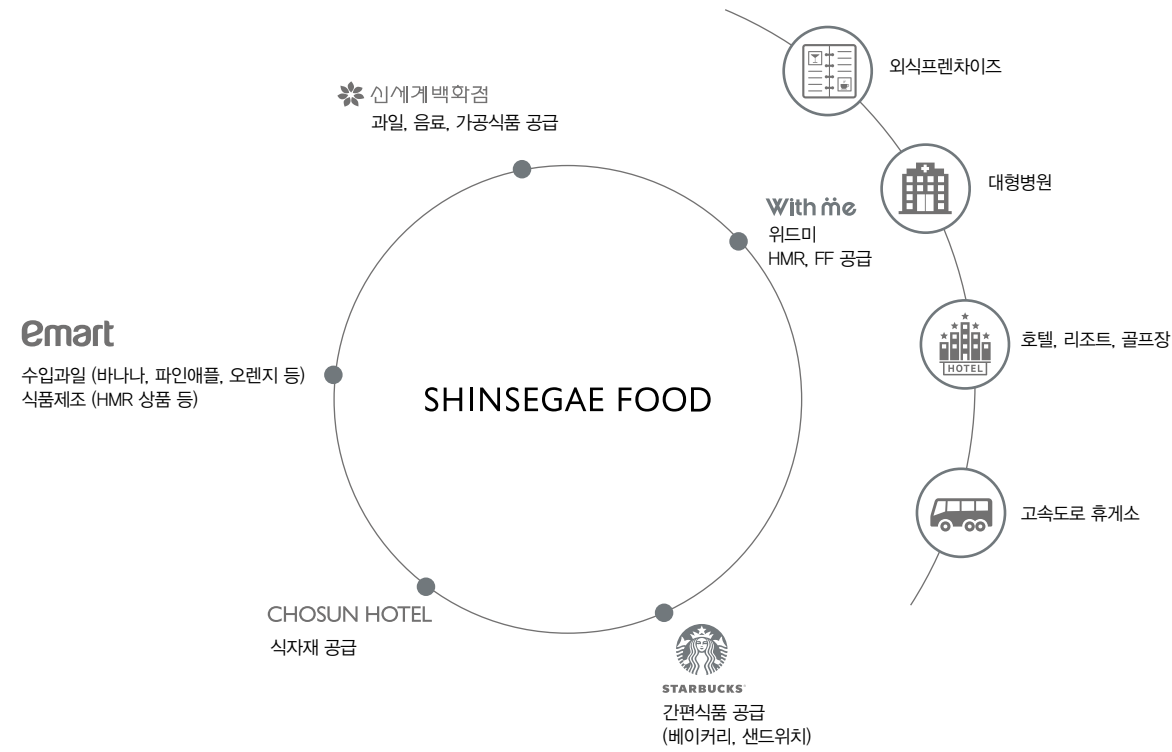 신세계백화점
과일, 음료, 가공식품 공급
With me
위드미
HMR, FF 공급
emart
수입과일 (바나나, 파인애플, 오렌지 등)
식품제조 (HMR 상품 등)
SHINSEGAE FOOD
CHOSUN HOTEL
식자재 공급
STARBUCKS
간편식품 공급
(베이커리, 샌드위치)
외식프렌차이즈
대형병원
HOTEL
호텔, 리조트, 골프장
고속도로 휴게소